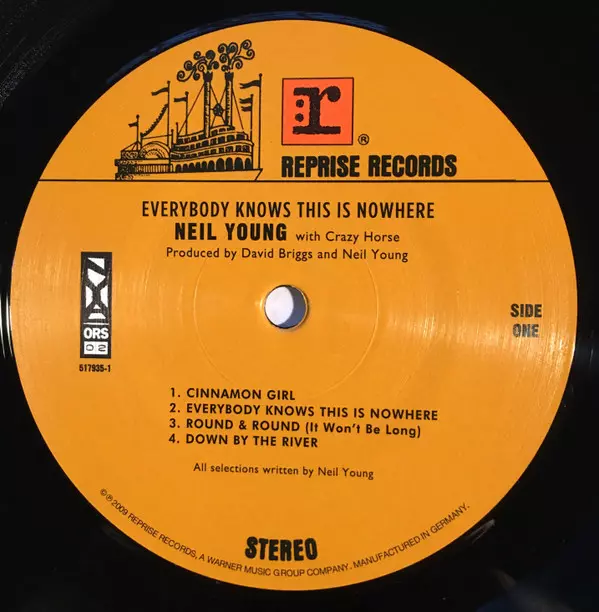 r
®
REPRISE RECORDS
EVERYBODY KNOWS THIS IS NOWHERE
NEIL YOUNG with Crazy Horse
Produced by David Briggs and Neil Young
ORS
02
517935-1
SIDE
ONE
1. CINNAMON GIRL
2. EVERYBODY KNOWS THIS IS NOWHERE
3. ROUND & ROUND (It Won't Be Long)
4. DOWN BY THE RIVER
All selections written by Neil Young
STEREO
©℗2009 REPRISE RECORDS, A WARNER MUSIC GROUP COMPANY. MANUFACTURED IN GERMANY.